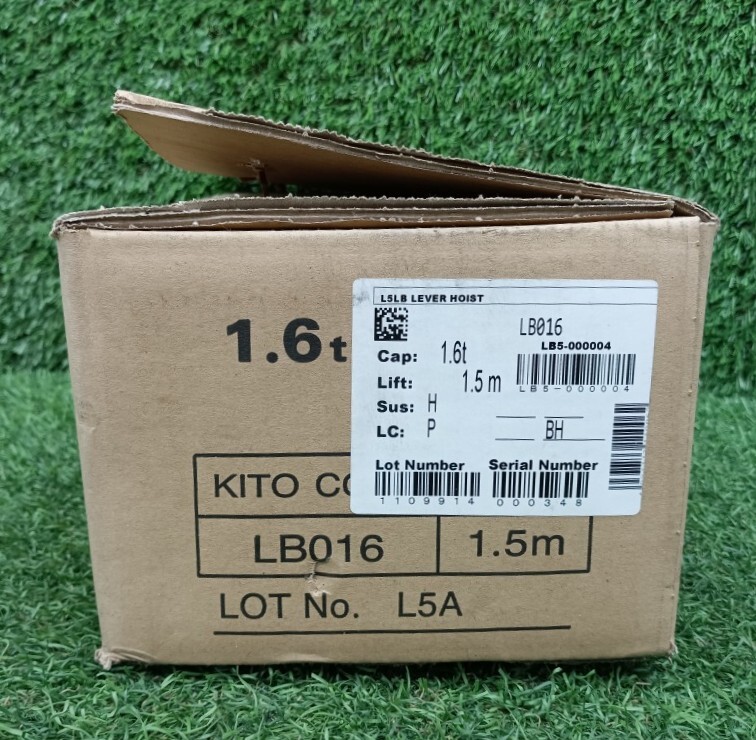 1.6t
L5LB LEVER HOIST
LB016
LB5-000004
Cap: 1.6t
LB5-000004
Lift: 1.5 m
Sus: H
LC: P BH
Lot Number Serial Number
1109914 000348
KITO CO
LB016 1.5m
LOT No. L5A